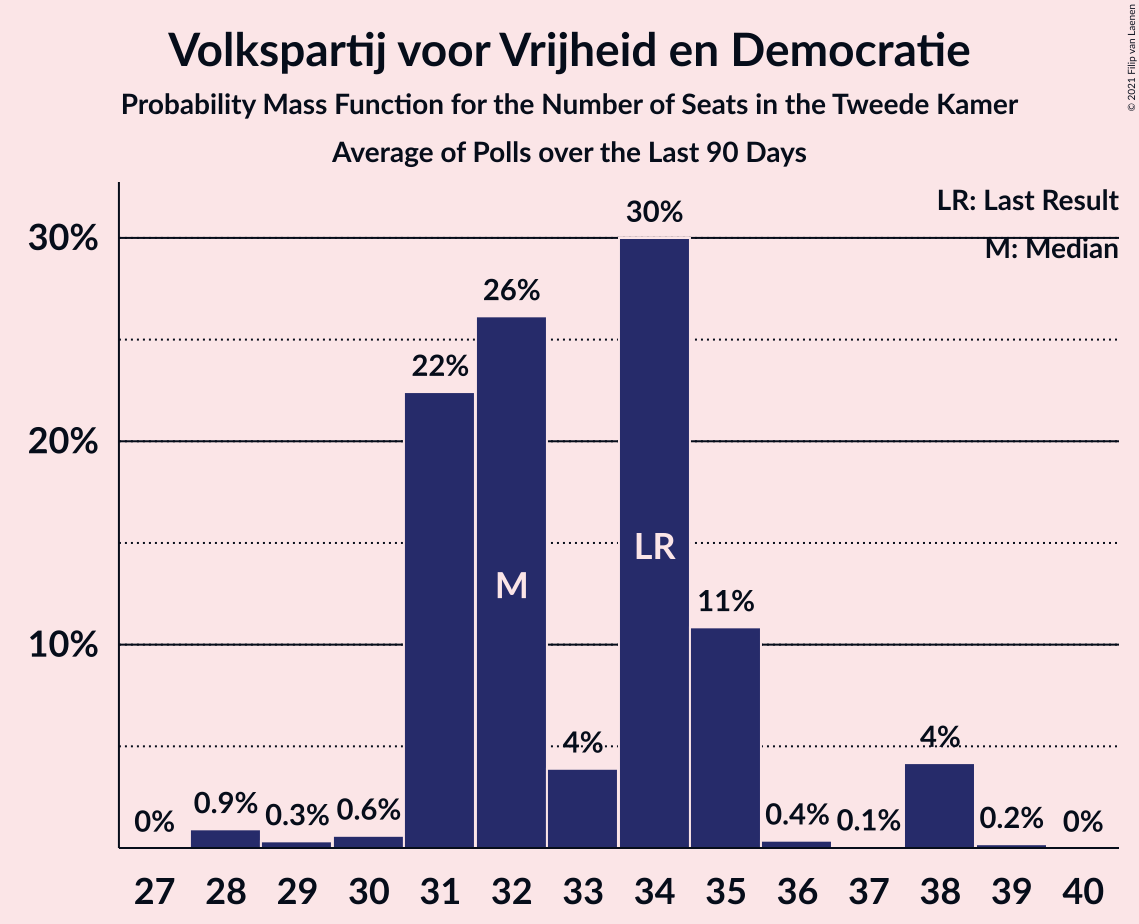 Volkspartij voor Vrijheid en Democratie
Probability Mass Function for the Number of Seats in the Tweede Kamer
Average of Polls over the Last 90 Days
© 2021 Filip van Laenen
LR: Last Result
M: Median
30%
20%
10%
0%
0.9%
0.3%
0.6%
22%
26%
4%
30%
11%
0.4%
0.1%
4%
0.2%
0%
M
LR
27 28 29 30 31 32 33 34 35 36 37 38 39 40